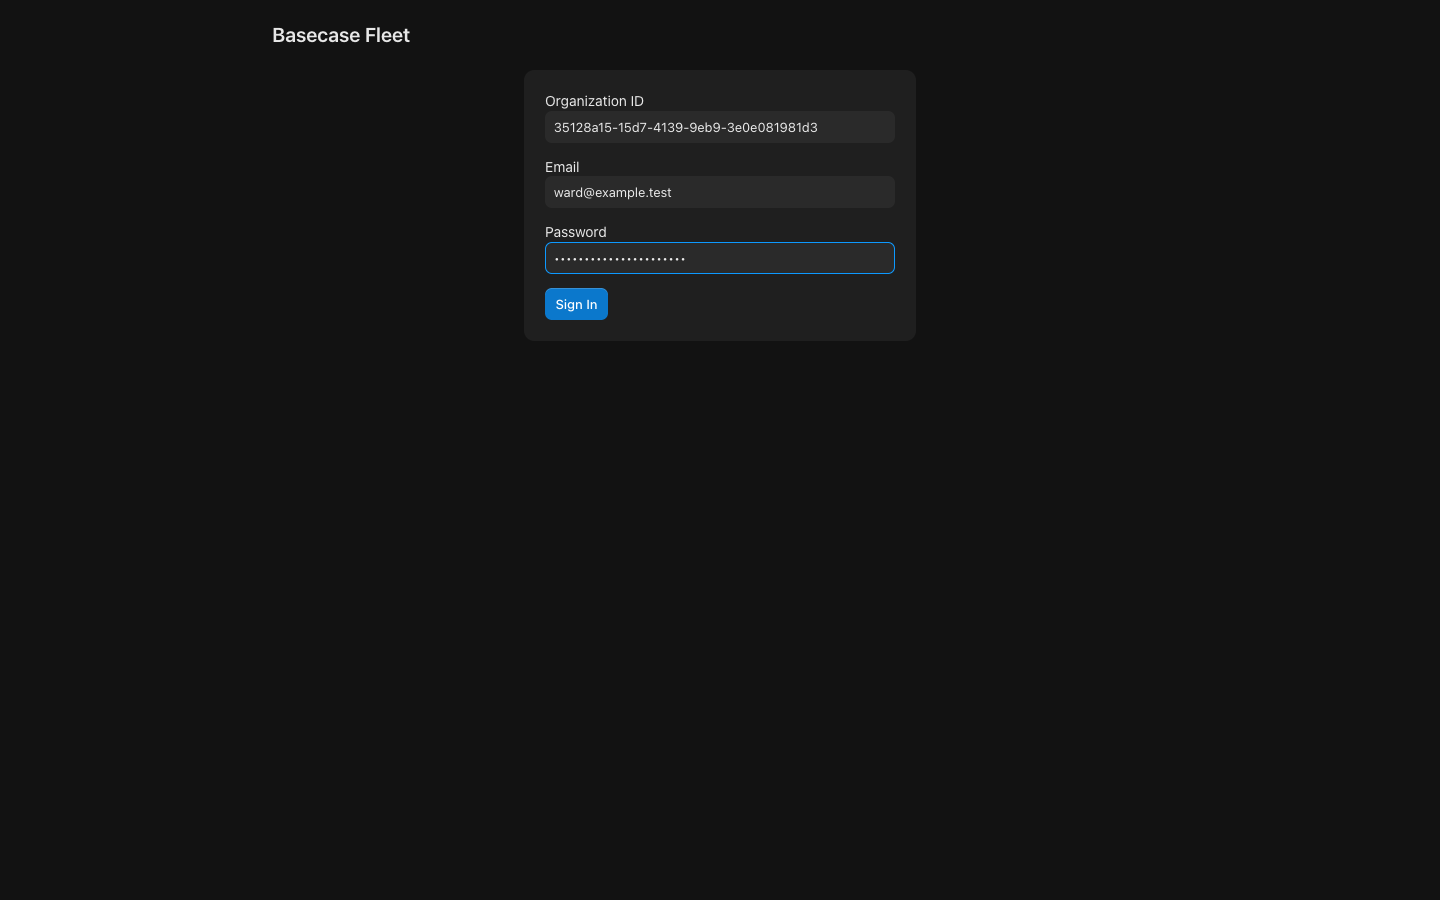 Basecase Fleet
Organization ID
35128a15-15d7-4139-9eb9-3e0e081981d3
Email
ward@example.test
Password
••••••••••••••••••••••
Sign In